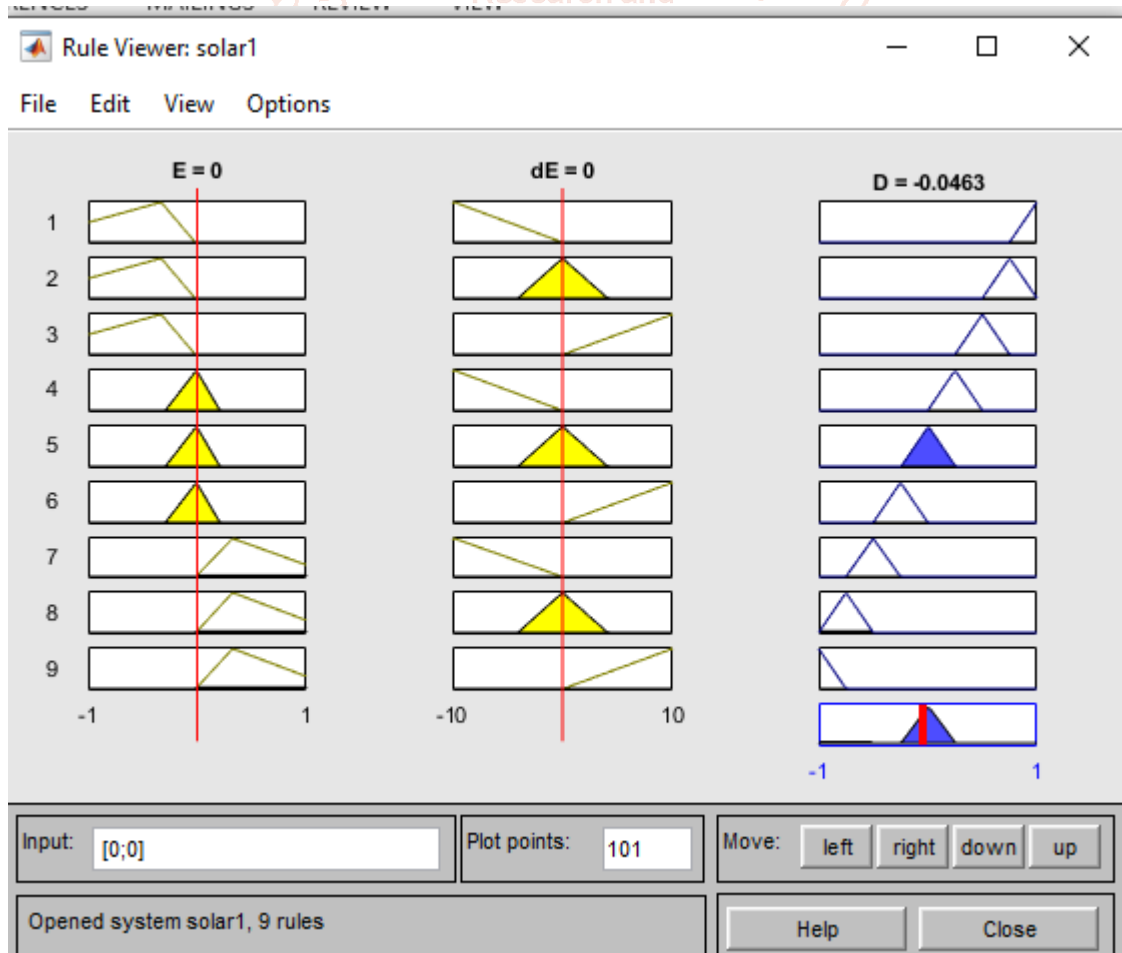 Research and
Rule Viewer: solar1
File Edit View Options
E = 0 dE = 0 D = -0.0463
1
2
3
4
5
6
7
8
9
-1 1 -10 10
-1 1
Input: [0;0] Plot points: 101 Move: left right down up
Opened system solar1, 9 rules Help Close